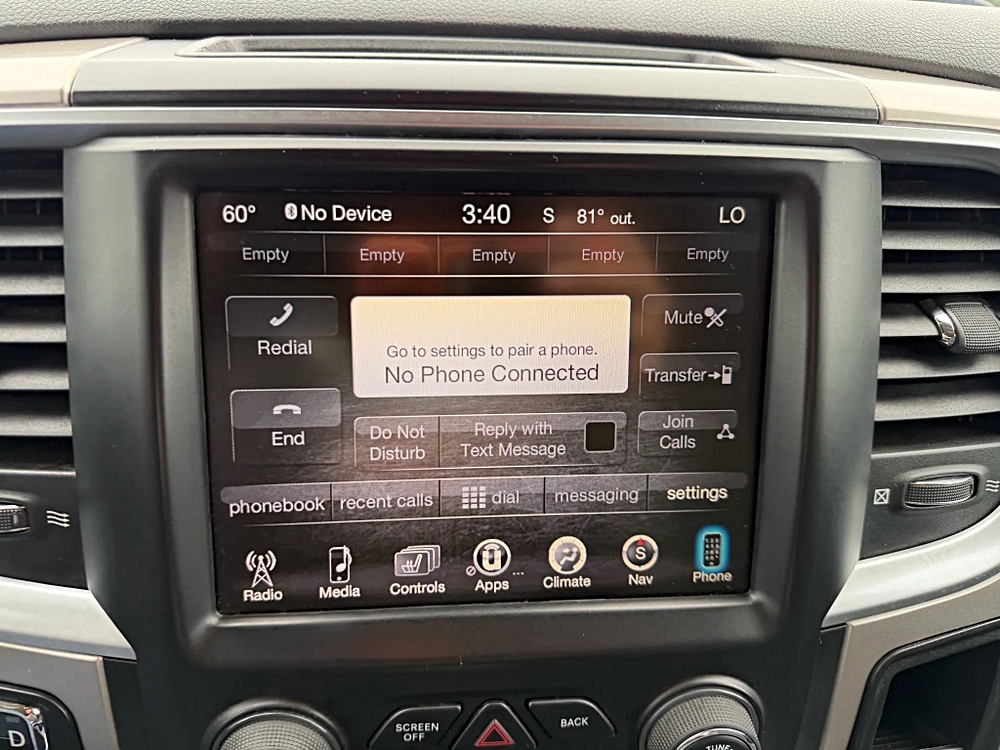 60° No Device 3:40 S 81° out. LO
Empty Empty Empty Empty Empty
Redial
Go to settings to pair a phone.
No Phone Connected
Mute
Transfer
End
Do Not
Disturb
Reply with
Text Message
Join
Calls
phonebook recent calls dial messaging settings
Radio Media Controls Apps ... Climate S Nav Phone
SCREEN
OFF
BACK
D
TUNE